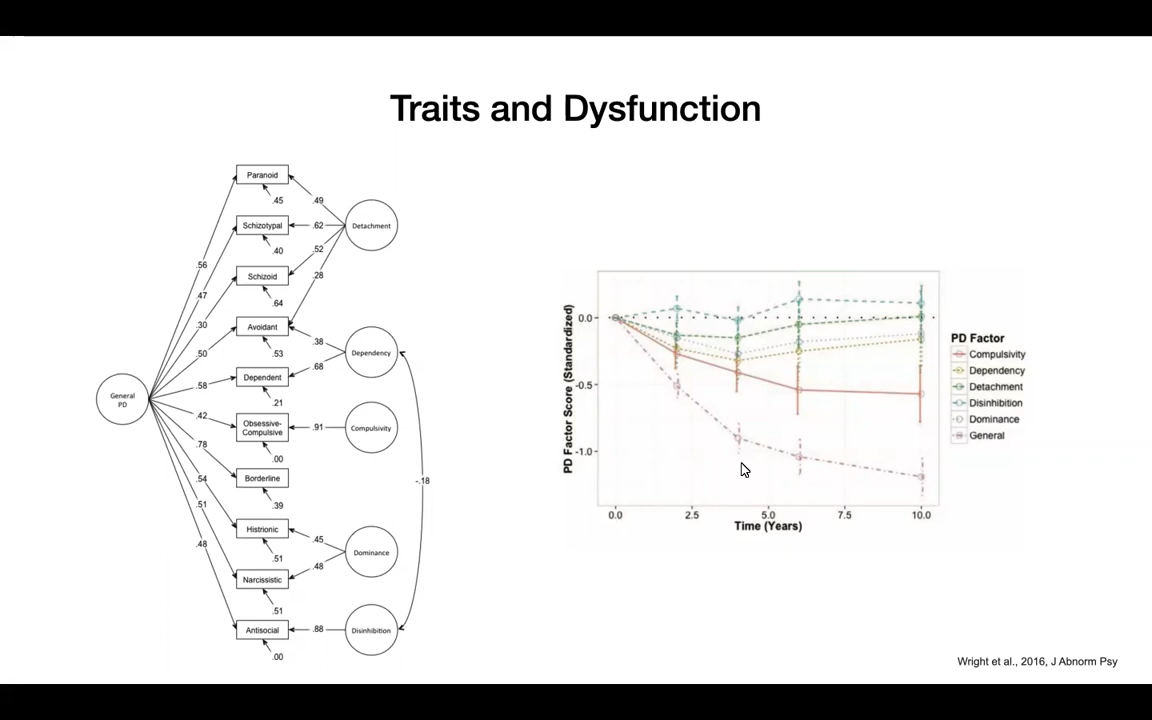 Traits and Dysfunction
Paranoid
.45
.49
Schizotypal
.62
Detachment
.40
.52
.56
Schizoid
.28
.47
.64
.30
Avoidant
.38
.50
.53
Dependency
.58
Dependent
.68
General
PD
.21
.42
Obsessive-
Compulsive
.91
Compulsivity
.78
.00
.54
Borderline
-.18
.51
.39
Histrionic
.45
.48
.51
Dominance
Narcissistic
.48
.51
Antisocial
.88
Disinhibition
.00
PD Factor Score (Standardized)
0.0
-0.5
-1.0
0.0
2.5
5.0
7.5
10.0
Time (Years)
PD Factor
Compulsivity
Dependency
Detachment
Disinhibition
Dominance
General
Wright et al., 2016, J Abnorm Psy